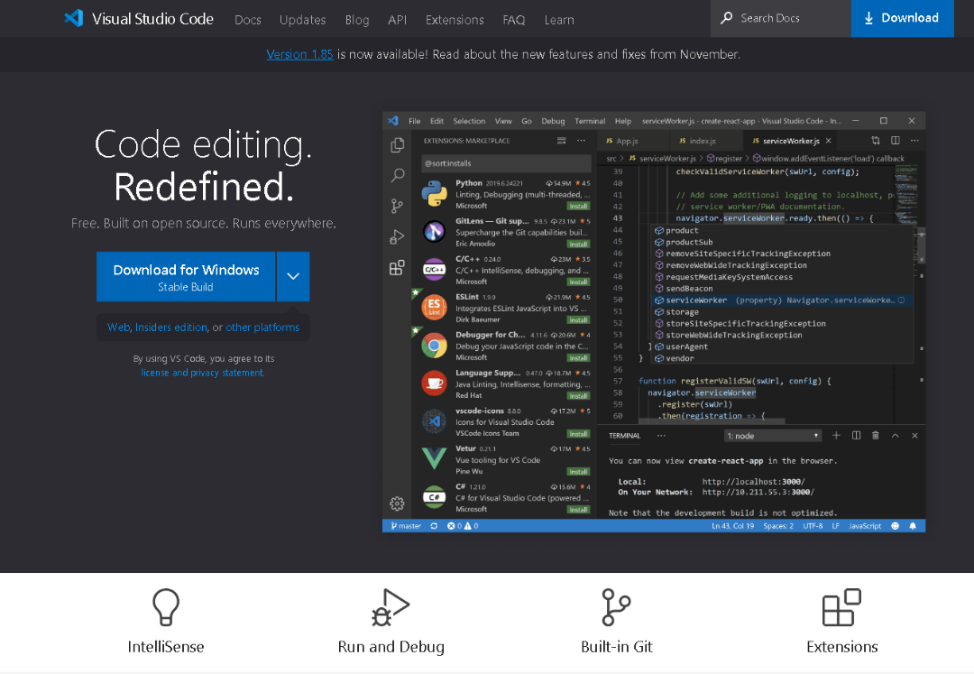 Visual Studio Code Docs Updates Blog API Extensions FAQ Learn Search Docs Download
Version 1.85 is now available! Read about the new features and fixes from November.
Code editing.
Redefined.
Free. Built on open source. Runs everywhere.
Download for Windows
Stable Build
Web, Insiders edition, or other platforms
By using VS Code, you agree to its
license and privacy statement.
File Edit Selection View Go Debug Terminal Help serviceWorker.js - create-react-app - Visual Studio Code - In...
EXTENSIONS: MARKETPLACE
@sort:installs
Python 2019.6.24221 54.9M 4.5
Linting, Debugging (multi-threaded, ...
Microsoft Install
GitLens — Git sup... 9.8.5 23.1M 5
Supercharge the Git capabilities buil...
Eric Amodio Install
C/C++ 0.24.0 23M 3.5
C/C++ IntelliSense, debugging, and ...
Microsoft Install
ESLint 1.9.0 21.9M 4.5
Integrates ESLint JavaScript into VS ...
Dirk Baeumer Install
Debugger for Ch... 4.11.6 20.6M 4
Debug your JavaScript code in the C...
Microsoft Install
Language Supp... 0.47.0 18.7M 4.5
Java Linting, Intellisense, formatting, ...
Red Hat Install
vscode-icons 8.8.0 17.2M 5
Icons for Visual Studio Code
VSCode Icons Team Install
Vetur 0.21.1 17M 4.5
Vue tooling for VS Code
Pine Wu Install
C# 1.21.0 15.6M 4
C# for Visual Studio Code (powered ...
Microsoft Install
JS App.js JS index.js JS serviceWorker.js
src > JS serviceWorker.js > register > window.addEventListener('load') callback
39 checkValidServiceWorker(swUrl, config);
40
41 // Add some additional logging to localhost, p
42 // service worker/PWA documentation.
43 navigator.serviceWorker.ready.then(() => {
44 product
45 productSub
46 removeSiteSpecificTrackingException
47 removeWebWideTrackingException
48 requestMediaKeySystemAccess
49 sendBeacon
50 serviceWorker (property) Navigator.serviceWorke...
51 storage
52 storeSiteSpecificTrackingException
53 storeWebWideTrackingException
54 ] userAgent
55 } vendor
56
57 function registerValidSW(swUrl, config) {
58 navigator.serviceWorker
59 .register(swUrl)
60 .then(registration => {
TERMINAL ... 1: node
You can now view create-react-app in the browser.
Local: http://localhost:3000/
On Your Network: http://10.211.55.3:3000/
Note that the development build is not optimized.
master 0 0 Ln 43, Col 19 Spaces: 2 UTF-8 LF JavaScript
C/C++
ES
Lint
C#
IntelliSense
Run and Debug
Built-in Git
Extensions